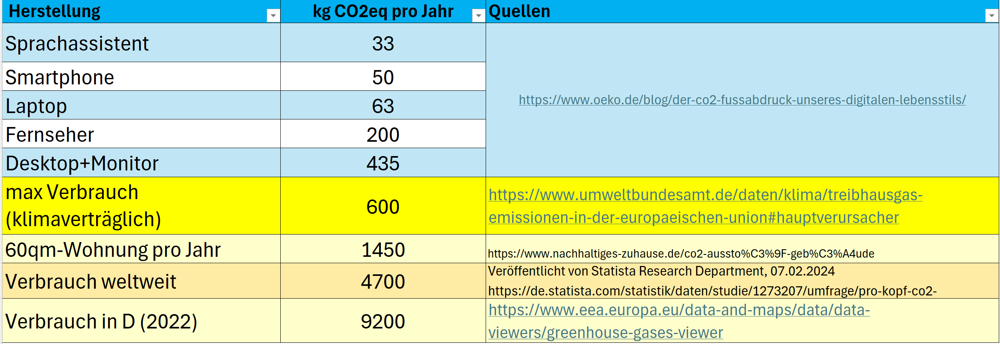 Herstellung kg CO2eq pro Jahr Quellen
Sprachassistent 33
Smartphone 50
https://www.oeko.de/blog/der-co2-fussabdruck-unseres-digitalen-lebensstils/
Laptop 63
Fernseher 200
Desktop+Monitor 435
max Verbrauch
(klimaverträglich)
600
https://www.umweltbundesamt.de/daten/klima/treibhausgas-
emissionen-in-der-europaeischen-union#hauptverursacher
60qm-Wohnung pro Jahr 1450 https://www.nachhaltiges-zuhause.de/co2-aussto%C3%9F-geb%C3%A4ude
Verbrauch weltweit 4700
Veröffentlicht von Statista Research Department, 07.02.2024
https://de.statista.com/statistik/daten/studie/1273207/umfrage/pro-kopf-co2-
Verbrauch in D (2022) 9200
https://www.eea.europa.eu/data-and-maps/data/data-
viewers/greenhouse-gases-viewer